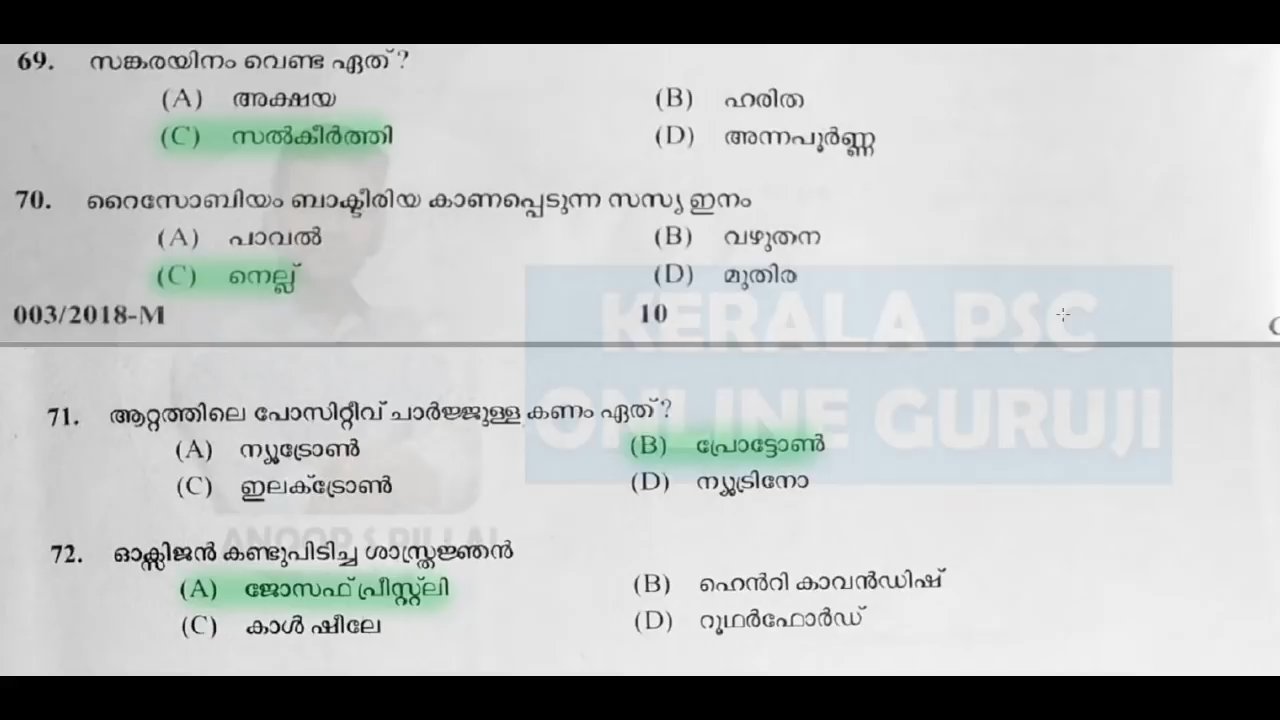 69. സങ്കരയിനം വെണ്ട ഏത് ?
(A) അക്ഷയ (B) ഹരിത
(C) സൽകീർത്തി (D) അന്നപൂർണ്ണ
70. റൈസോബിയം ബാക്ടീരിയ കാണപ്പെടുന്ന സസ്യ ഇനം
(A) പാവൽ (B) വഴുതന
(C) നെല്ല് (D) മുതിര
003/2018-M 10
KERALA PSC
ONLINE GURUJI
71. ആറ്റത്തിലെ പോസിറ്റീവ് ചാർജ്ജുള്ള കണം ഏത് ?
(A) ന്യൂട്രോൺ (B) പ്രോട്ടോൺ
(C) ഇലക്ട്രോൺ (D) ന്യൂട്രിനോ
ANOOP S PILLAI
72. ഓക്സിജൻ കണ്ടുപിടിച്ച ശാസ്ത്രജ്ഞൻ
(A) ജോസഫ് പ്രീസ്റ്റ്ലി (B) ഹെൻറി കാവൻഡിഷ്
(C) കാൾ ഷീലേ (D) റൂഥർഫോർഡ്